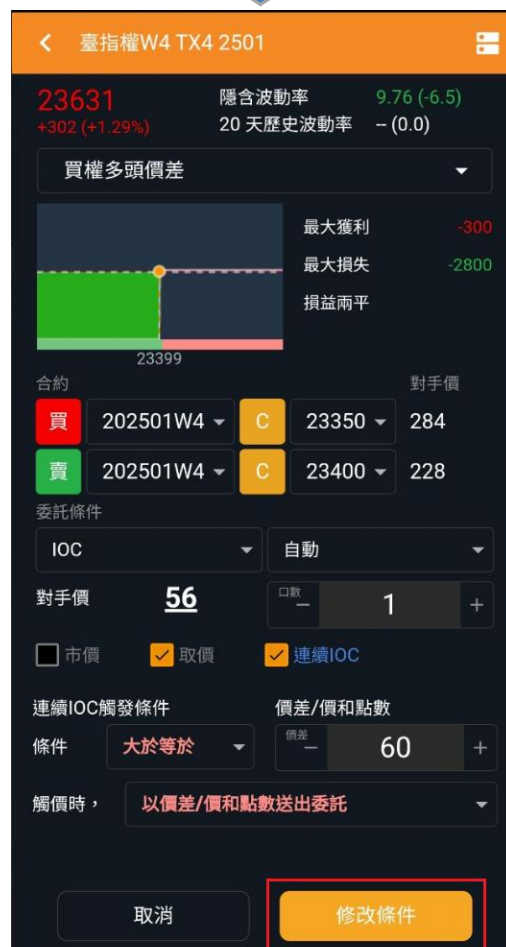 臺指權W4 TX4 2501
23631 隱含波動率 9.76 (-6.5)
+302 (+1.29%) 20 天歷史波動率 -- (0.0)
買權多頭價差
最大獲利 -300
最大損失 -2800
損益兩平
23399
合約 對手價
買 202501W4 C 23350 284
賣 202501W4 C 23400 228
委託條件
IOC 自動
對手價 56 口數 − 1 +
市價 取價 連續IOC
連續IOC觸發條件 價差/價和點數
條件 大於等於 價差 − 60 +
觸價時， 以價差/價和點數送出委託
取消 修改條件